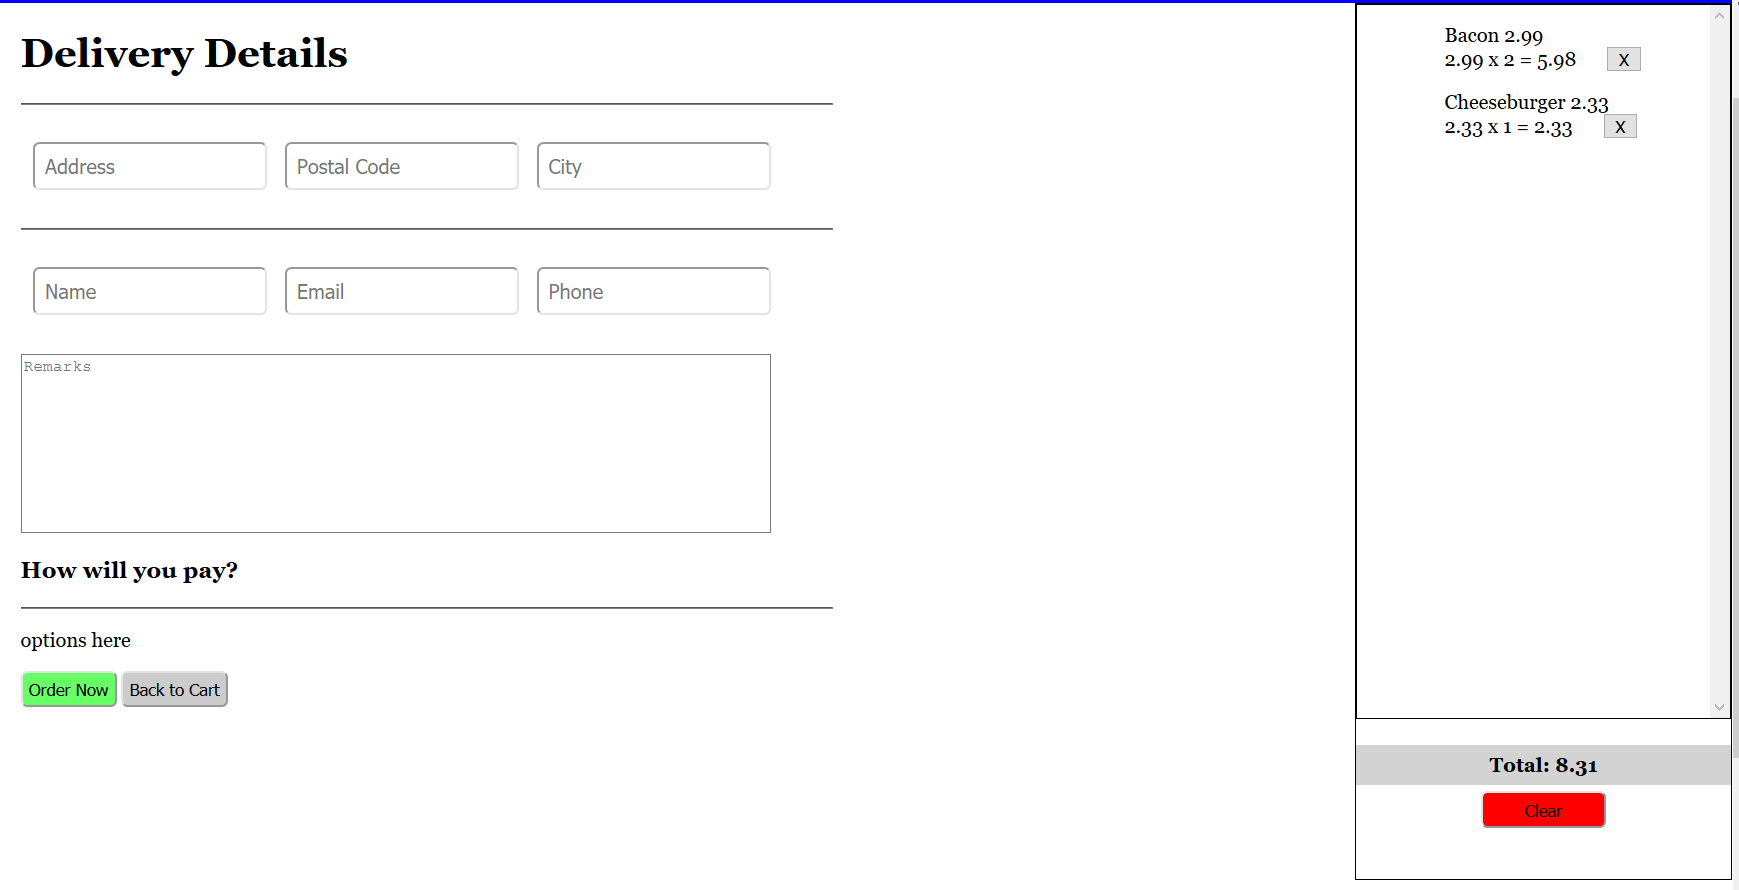 Delivery Details
Address Postal Code City
Name Email Phone
Remarks
How will you pay?
options here
Order Now Back to Cart
Bacon 2.99
2.99 x 2 = 5.98 X
Cheeseburger 2.33
2.33 x 1 = 2.33 X
Total: 8.31
Clear